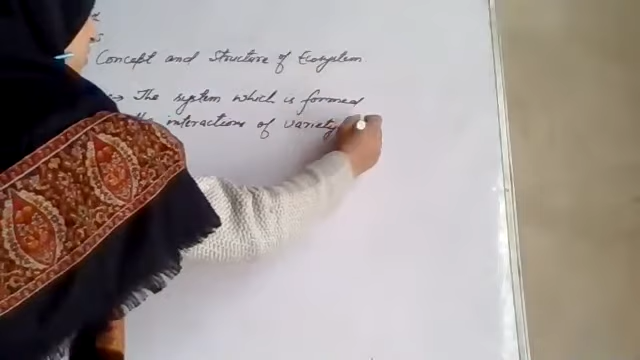 Concept and Structure of Ecosystem
→ The system which is formed
the interactions of variety